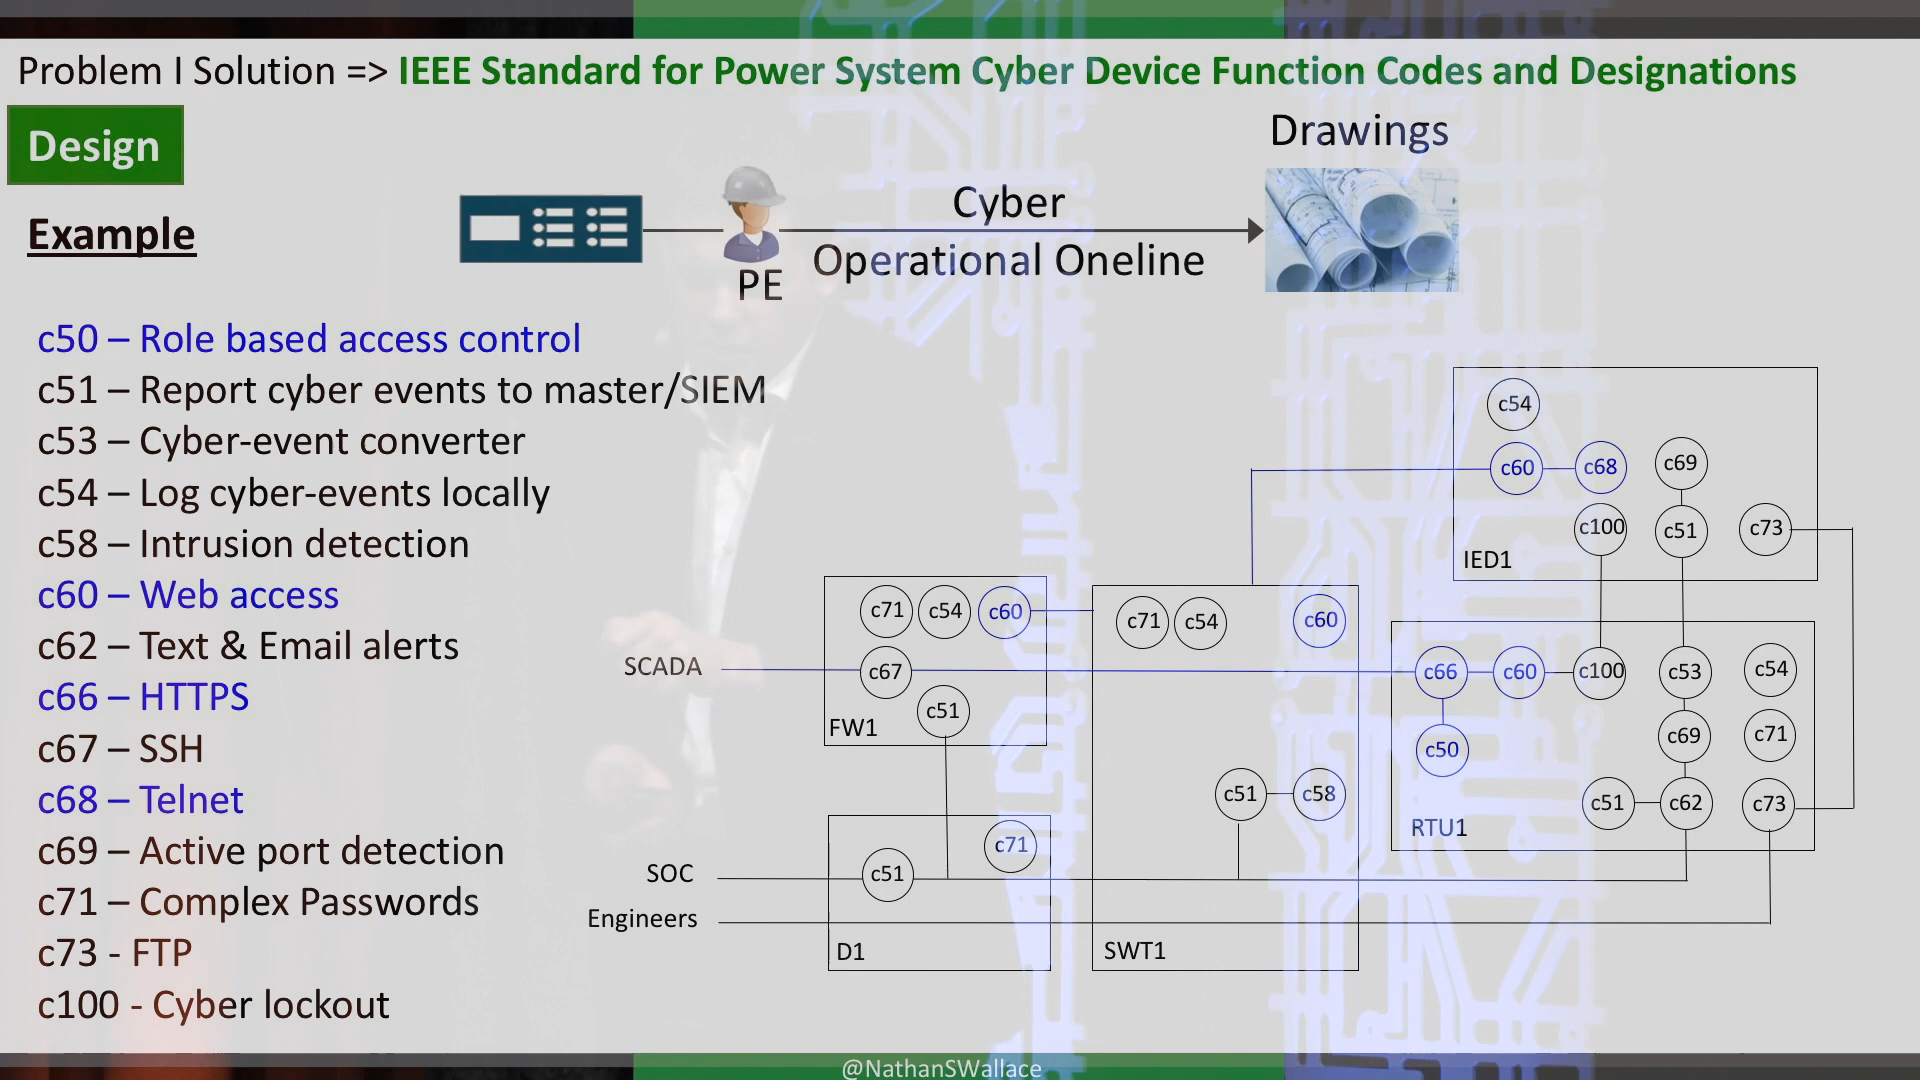 Problem I Solution => IEEE Standard for Power System Cyber Device Function Codes and Designations
Design
Drawings
Example
Cyber
Operational Oneline
PE
c50 – Role based access control
c51 – Report cyber events to master/SIEM
c53 – Cyber-event converter
c54 – Log cyber-events locally
c58 – Intrusion detection
c60 – Web access
c62 – Text & Email alerts
c66 – HTTPS
c67 – SSH
c68 – Telnet
c69 – Active port detection
c71 – Complex Passwords
c73 - FTP
c100 - Cyber lockout
SCADA
SOC
Engineers
c71 c54 c60
c67
c51
FW1
c71
c51
D1
c71 c54 c60
c51 c58
SWT1
c54
c60 c68 c69
c100 c51 c73
IED1
c66 c60 c100 c53 c54
c50 c69 c71
c51 c62 c73
RTU1
@NathanSWallace